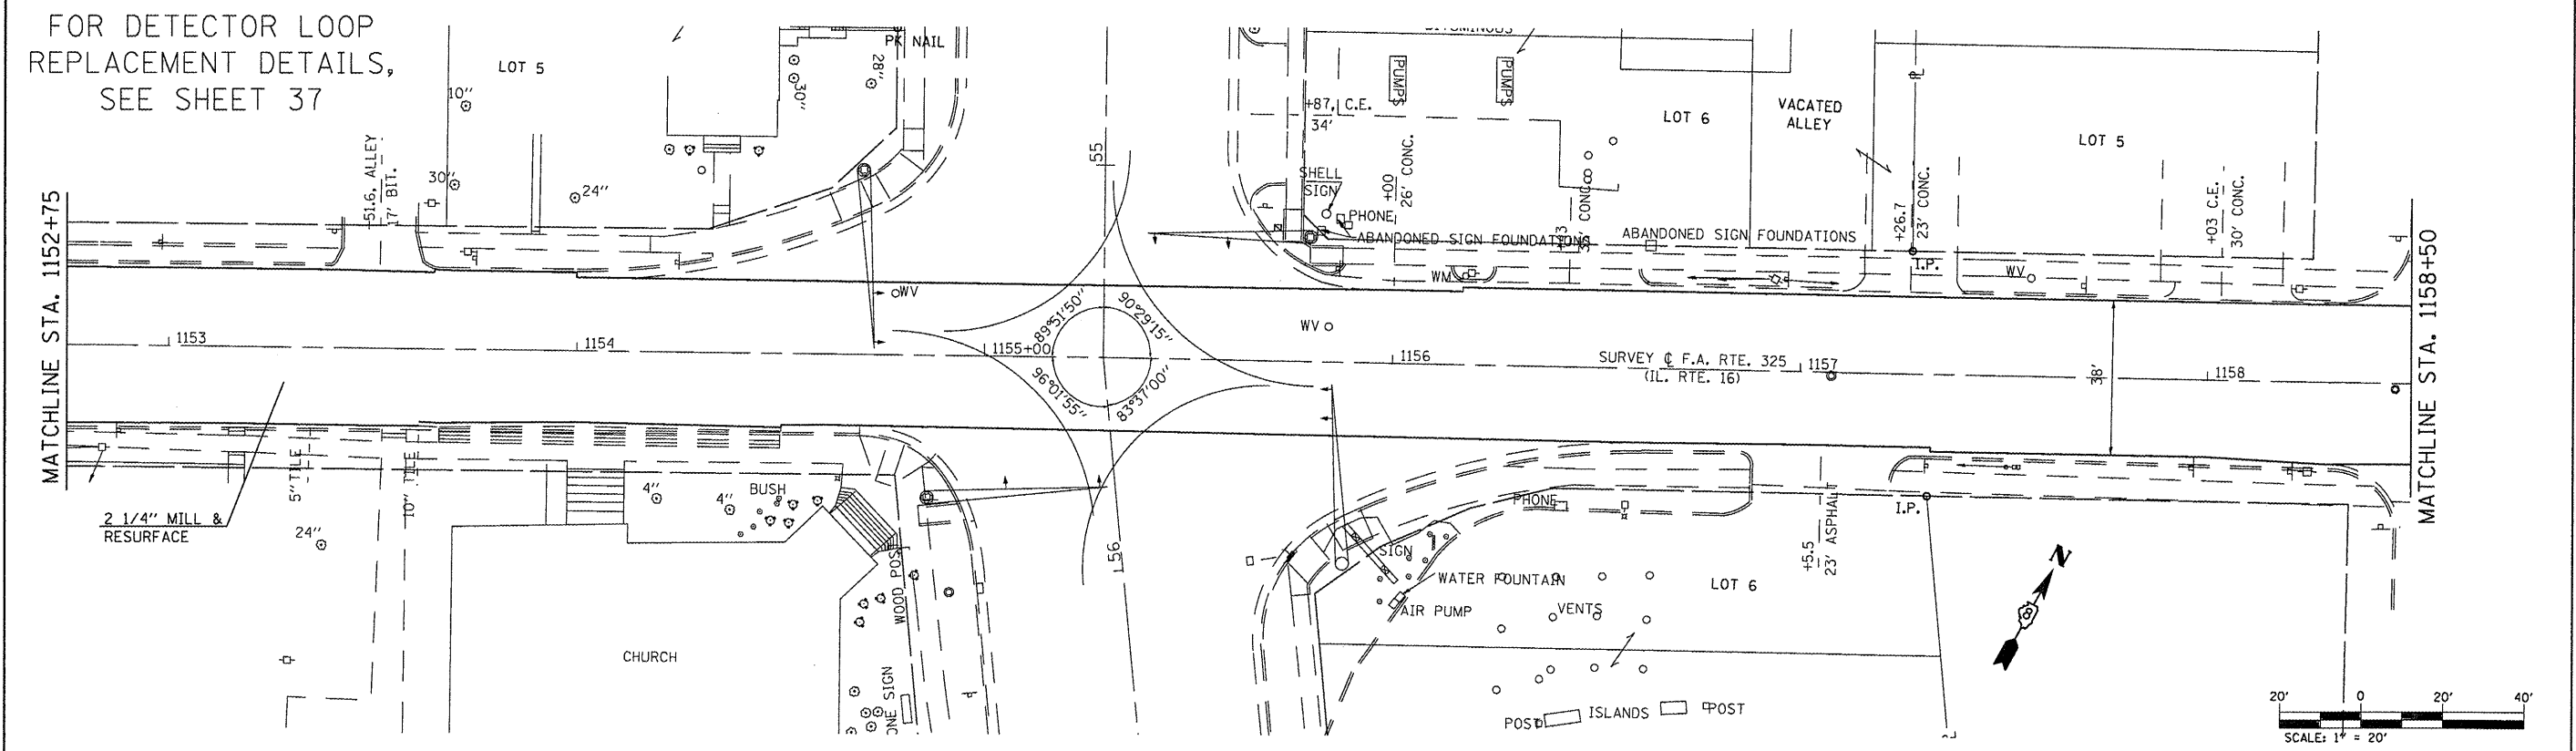 FOR DETECTOR LOOP
REPLACEMENT DETAILS,
SEE SHEET 37
LOT 5
10"
30"
24"
30"
28"
PK NAIL
+51.6, ALLEY
17' BIT.
MATCHLINE STA. 1152+75
55
BITUMINOUS
PUMPS
PUMPS
+87, C.E.
34'
SHELL
SIGN
PHONE
+00
26' CONC.
ABANDONED SIGN FOUNDATIONS
CONC.
LOT 6
VACATED
ALLEY
ABANDONED SIGN FOUNDATIONS
+26.7
23' CONC.
I.P.
LOT 5
+03 C.E.
30' CONC.
WV
WM
WV
WV
MATCHLINE STA. 1158+50
1153
1154
1155+00
89°51'50"
90°29'15"
96°01'55"
83°37'00"
1156
SURVEY ℄ F.A. RTE. 325
(IL. RTE. 16)
1157
38'
1158
2 1/4" MILL &
RESURFACE
5" TILE
10" TILE
24"
4"
4"
BUSH
CHURCH
WOOD POST
SIGN
56
SIGN
WATER FOUNTAIN
AIR PUMP
PHONE
VENTS
LOT 6
+5.5
23' ASPHALT
I.P.
POST
ISLANDS
POST
N
20' 0 20' 40'
SCALE: 1" = 20'